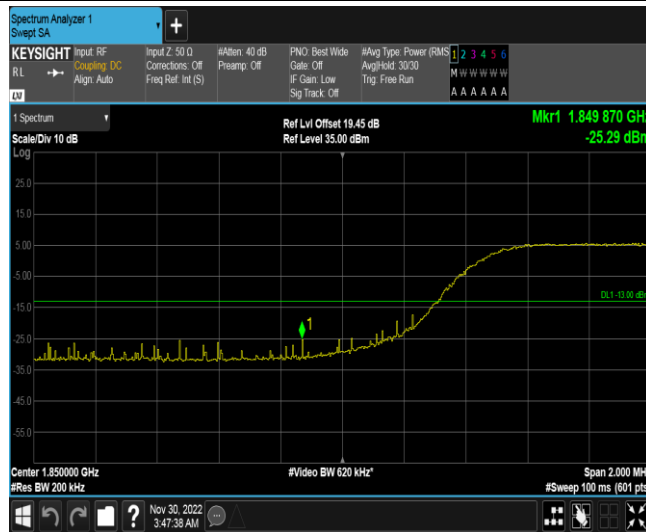 Spectrum Analyzer 1
Swept SA
+
KEYSIGHT
RL
LXI
Input: RF
Coupling: DC
Align: Auto
Input Z: 50 Ω
Corrections: Off
Freq Ref: Int (S)
#Atten: 40 dB
Preamp: Off
PNO: Best Wide
Gate: Off
IF Gain: Low
Sig Track: Off
#Avg Type: Power (RMS
Avg|Hold: 30/30
Trig: Free Run
1 2 3 4 5 6
M W W W W W
A A A A A A
1 Spectrum
Scale/Div 10 dB
Log
Ref Lvl Offset 19.45 dB
Ref Level 35.00 dBm
Mkr1 1.849 870 GH
-25.29 dBm
25.0
15.0
5.00
-5.00
-15.0
-25.0
-35.0
-45.0
-55.0
1
DL1 -13.00 dBm
Center 1.850000 GHz
#Res BW 200 kHz
#Video BW 620 kHz*
Span 2.000 MH
#Sweep 100 ms (601 pts
?
Nov 30, 2022
3:47:38 AM